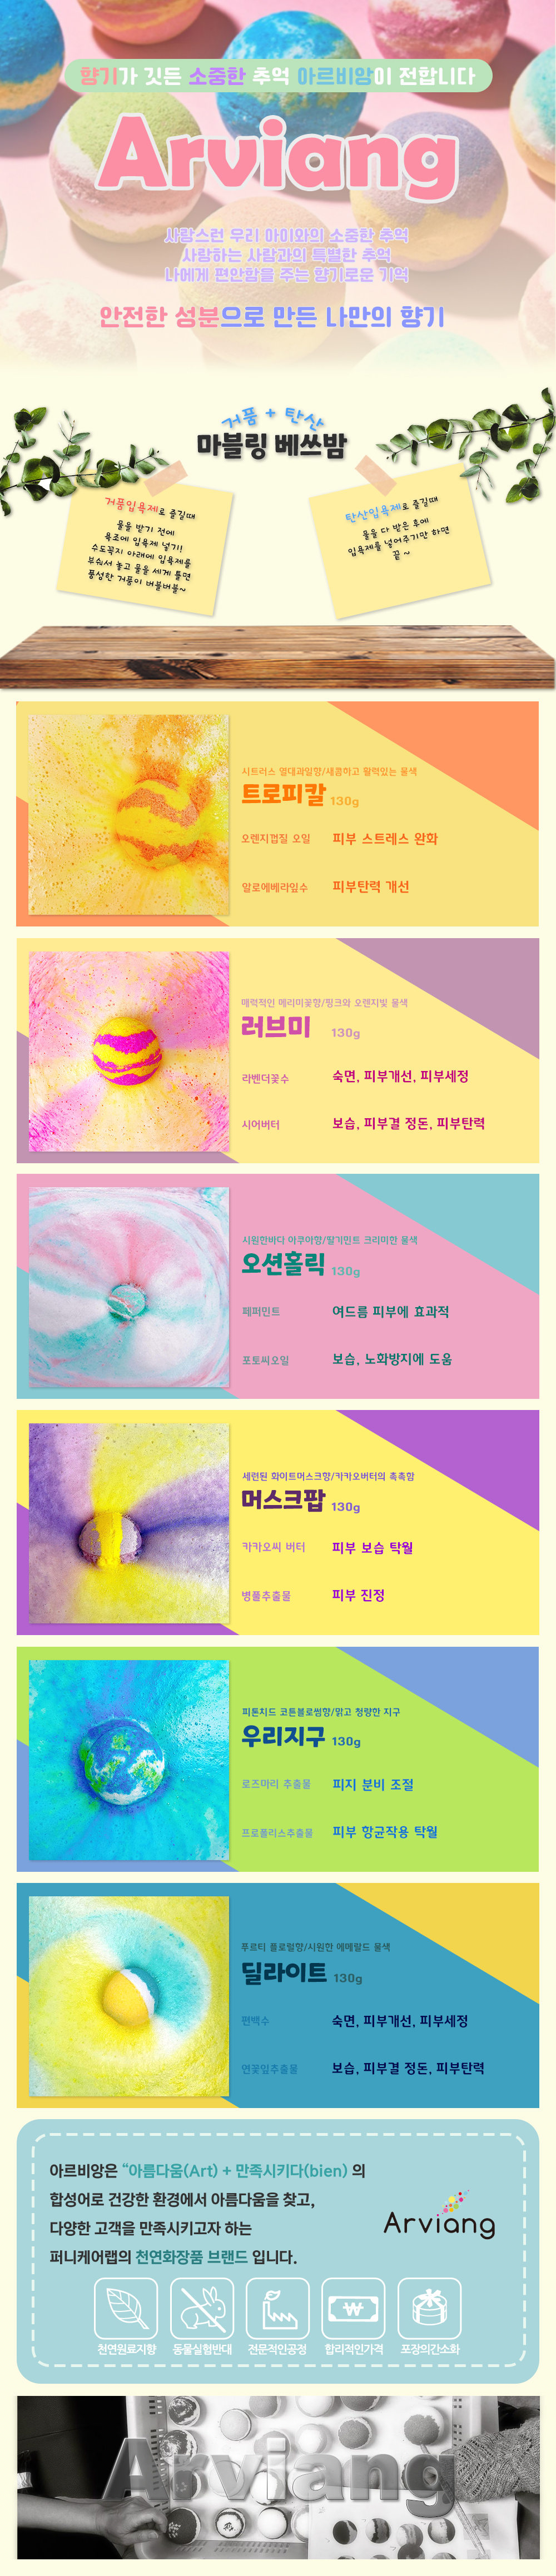 향기가 깃든 소중한 추억 아르비앙이 전합니다
Arviang
사랑스런 우리 아이와의 소중한 추억
사랑하는 사람과의 특별한 추억
나에게 편안함을 주는 향기로운 기억
안전한 성분으로 만든 나만의 향기
거품 + 탄산
마블링 베쓰밤
거품입욕제로 즐길때
물을 받기 전에
욕조에 입욕제 넣기!
수도꼭지 아래에 입욕제를
부숴서 놓고 물을 세게 틀면
풍성한 거품이 버블버블~
탄산입욕제로 즐길때
물을 다 받은 후에
입욕제를 넣어주기만 하면
끝~
시트러스 열대과일향/새콤하고 활력있는 물색
트로피칼 130g
오렌지껍질 오일 피부 스트레스 완화
알로에베라잎수 피부탄력 개선
매력적인 메리미꽃향/핑크와 오렌지빛 물색
러브미 130g
라벤더꽃수 숙면, 피부개선, 피부세정
시어버터 보습, 피부결 정돈, 피부탄력
시원한바다 아쿠아향/딸기민트 크리미한 물색
오션홀릭 130g
페퍼민트 여드름 피부에 효과적
포도씨오일 보습, 노화방지에 도움
세련된 화이트머스크향/카카오버터의 촉촉함
머스크팝 130g
카카오씨 버터 피부 보습 탁월
병풀추출물 피부 진정
피톤치드 코튼블로썸향/맑고 청량한 지구
우리지구 130g
로즈마리 추출물 피지 분비 조절
프로폴리스추출물 피부 항균작용 탁월
푸르티 플로럴향/시원한 에메랄드 물색
딜라이트 130g
편백수 숙면, 피부개선, 피부세정
연꽃잎추출물 보습, 피부결 정돈, 피부탄력
아르비앙은 “아름다움(Art) + 만족시키다(bien) 의
합성어로 건강한 환경에서 아름다움을 찾고,
다양한 고객을 만족시키고자 하는
퍼니케어랩의 천연화장품 브랜드 입니다.
Arviang
천연원료지향 동물실험반대 전문적인공정 합리적인가격 포장의간소화
Arviang